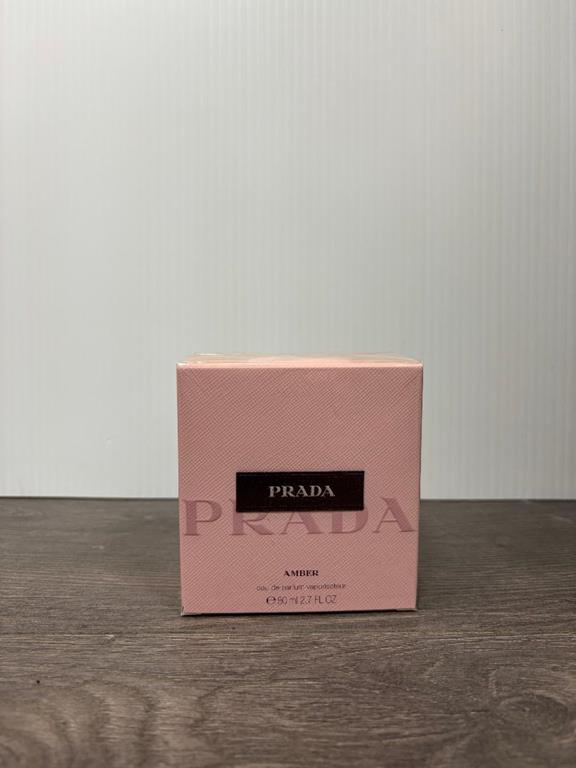 PRADA
PRADA
AMBER
eau de parfum vaporisateur
℮ 80 ml 2.7 FL OZ